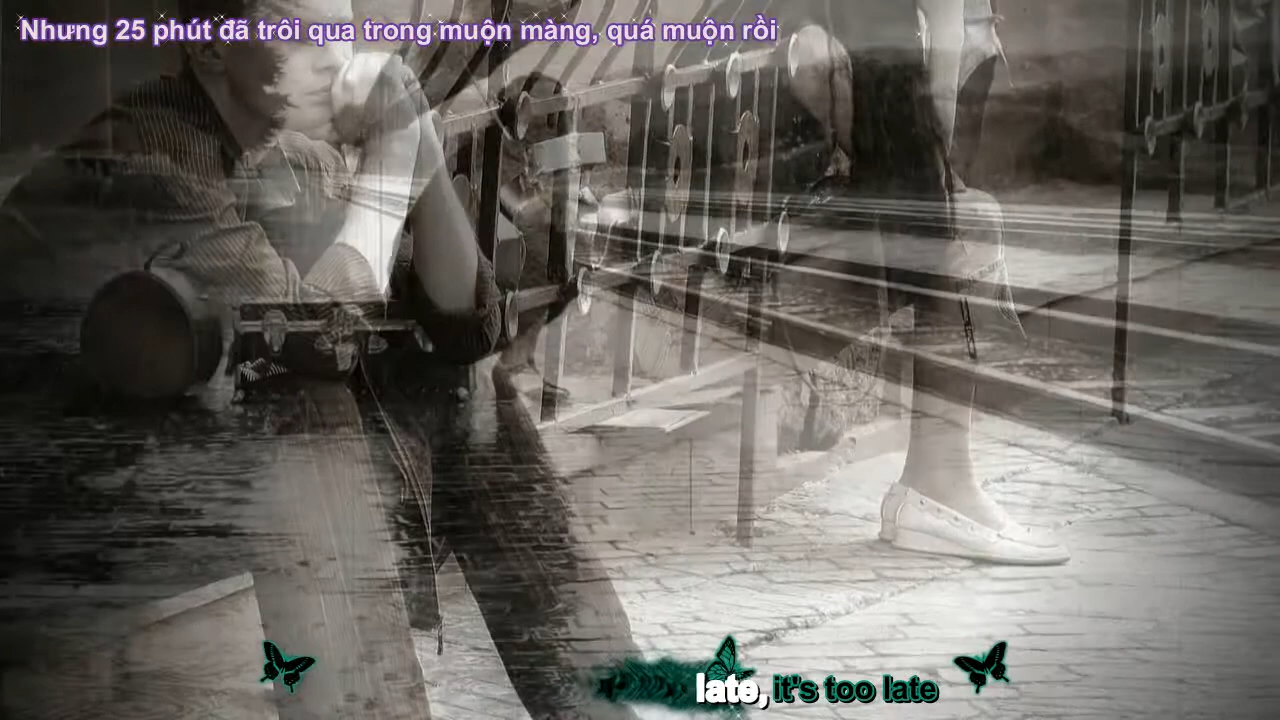 Nhưng 25 phút đã trôi qua trong muộn màng, quá muộn rồi
late, it's too late